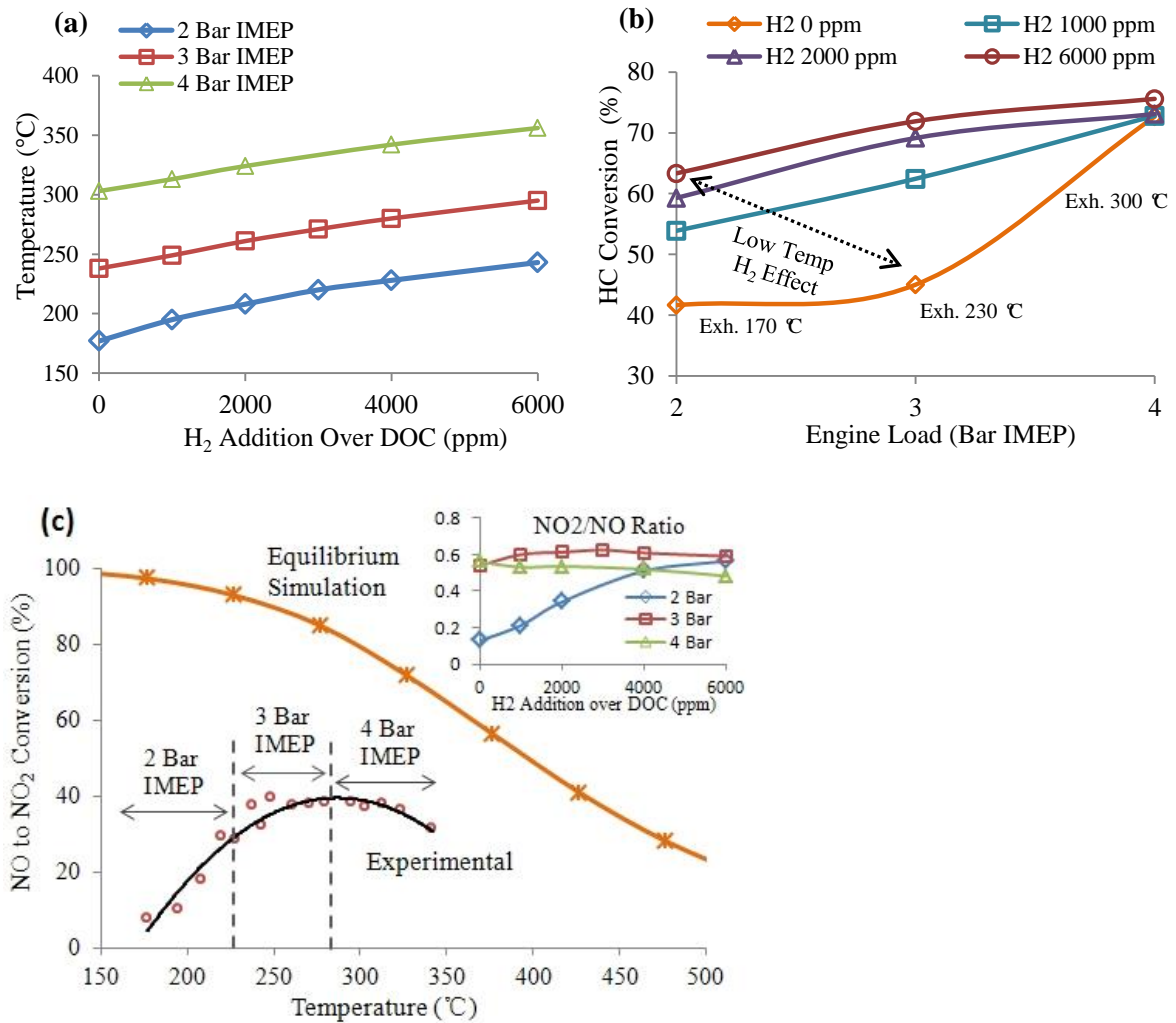 (a)
2 Bar IMEP
3 Bar IMEP
4 Bar IMEP
Temperature (°C)
400
350
300
250
200
150
0
2000
4000
6000
H2 Addition Over DOC (ppm)
(b)
H2 0 ppm
H2 1000 ppm
H2 2000 ppm
H2 6000 ppm
HC Conversion (%)
80
70
60
50
40
30
Low Temp
H2 Effect
Exh. 170 °C
Exh. 230 °C
Exh. 300 °C
2
3
4
Engine Load (Bar IMEP)
(c)
NO to NO2 Conversion (%)
100
80
60
40
20
0
Equilibrium
Simulation
2 Bar
IMEP
3 Bar
IMEP
4 Bar
IMEP
Experimental
150
200
250
300
350
400
450
500
Temperature (℃)
NO2/NO Ratio
0.8
0.6
0.4
0.2
0
2 Bar
3 Bar
4 Bar
0
2000
4000
6000
H2 Addition over DOC (ppm)